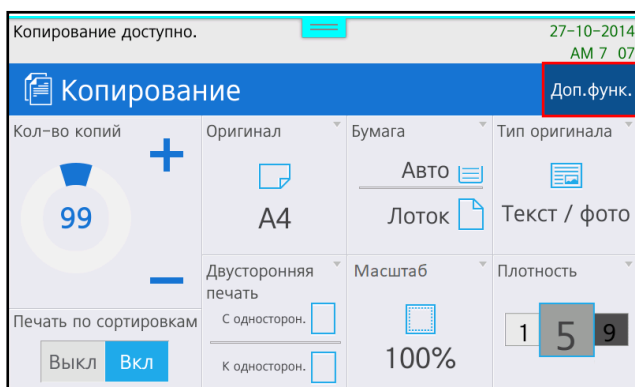 Копирование доступно.
27-10-2014
AM 7 07
Копирование
Доп.функ.
Кол-во копий
99
Печать по сортировкам
Выкл Вкл
Оригинал
A4
Бумага
Авто
Лоток
Тип оригинала
Текст / фото
Двусторонняя
печать
С односторон.
К односторон.
Масштаб
100%
Плотность
1 5 9